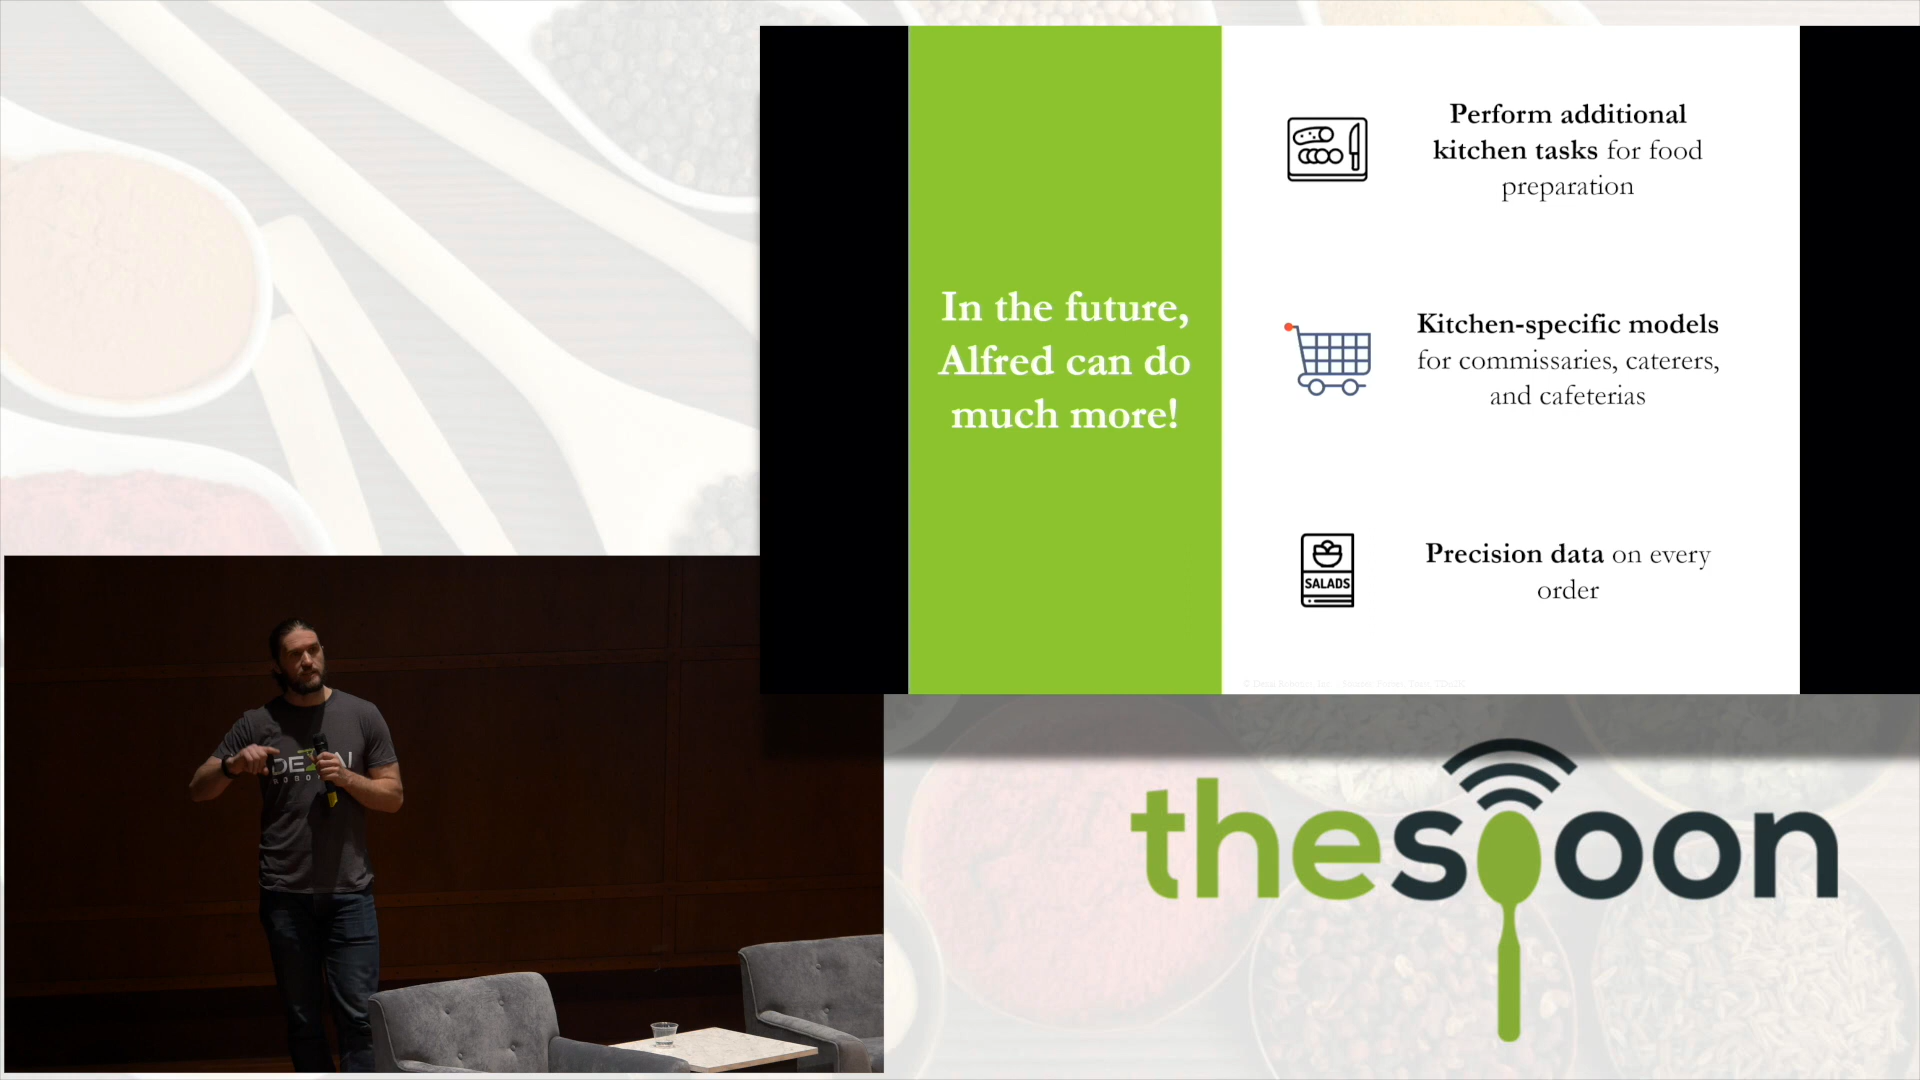 In the future,
Alfred can do
much more!
Perform additional
kitchen tasks for food
preparation
Kitchen-specific models
for commissaries, caterers,
and cafeterias
SALADS
Precision data on every
order
thespoon